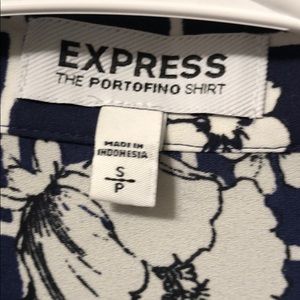 EXPRESS
THE PORTOFINO SHIRT
MADE IN
INDONESIA
S
P